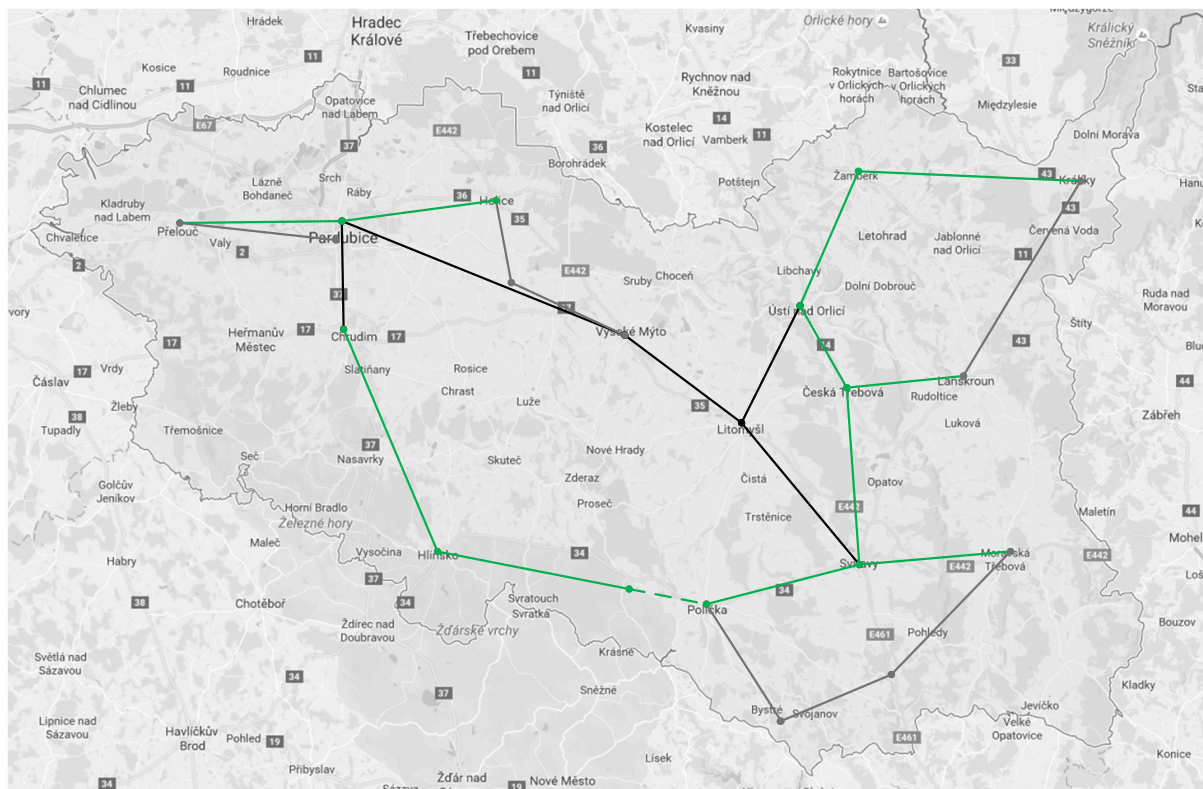 Międzygórze
Hrádek
Hradec
Králové
Třebechovice
pod Orebem
Kvasiny
Orlické hory
Králický
Sněžník
11
Kosice
Roudnice
11
11
11
33
Chlumec
nad Cidlinou
Opatovice
nad Labem
Týniště
nad Orlicí
Rychnov nad
Kněžnou
Rokytnice
v Orlických
horách
Bartošovice
v Orlických
horách
Międzylesie
E67
E442
14
11
Kostelec
nad Orlicí
Vamberk
Dolní Morava
37
36
Borohrádek
Srch
Lázně
Bohdaneč
Ráby
36
Holice
Potštejn
Žamberk
43
Králíky
Kladruby
nad Labem
35
43
Přelouč
Valy
Pardubice
Chvaletice
2
2
Letohrad
Jablonné
nad Orlicí
Červená Voda
11
E442
Sruby
Choceň
Libchavy
Dolní Dobrouč
37
Ruda nad
Moravou
Ústí nad Orlicí
Štíty
Heřmanův
Městec
17
Chrudim
17
Vysoké Mýto
17
43
Slatiňany
Rosice
Vrdy
17
Čáslav
Chrast
Luže
Lanškroun
Česká Třebová
Rudoltice
44
Žleby
35
38
Tupadly
Třemošnice
Litomyšl
Luková
Zábřeh
37
Nasavrky
Seč
Skuteč
Nové Hrady
Zderaz
Čistá
Opatov
Golčův
Jeníkov
Proseč
Horní Bradlo
Železné hory
Trstěnice
E442
Maletín
44
Maleč
Vysočina
Hlinsko
34
Habry
Svitavy
E442
Moravská
Třebová
E442
37
34
38
Chotěboř
Svratouch
Svratka
34
Polička
Ždírec nad
Doubravou
Žďárské vrchy
E461
Pohledy
Bouzov
Krásné
Světlá nad
Sázavou
34
37
Sněžné
Kladky
Bystré
Svojanov
Jevíčko
Lipnice nad
Sázavou
Havlíčkův
Brod
Pohled
19
E461
Velké
Opatovice
Konice
Lísek
Přibyslav
34
Žďár nad
19
Nové Město